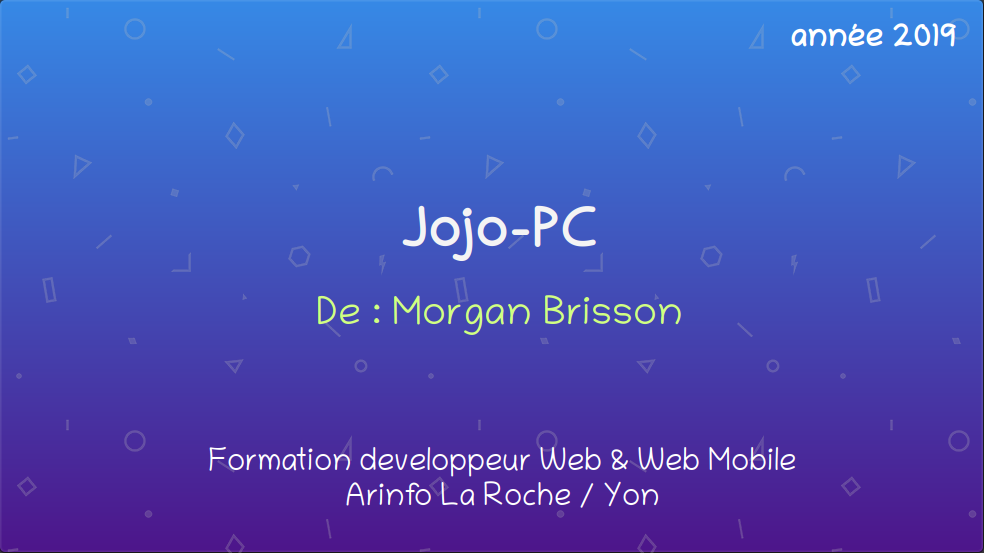 année 2019
Jojo-PC
De : Morgan Brisson
Formation developpeur Web & Web Mobile
Arinfo La Roche / Yon